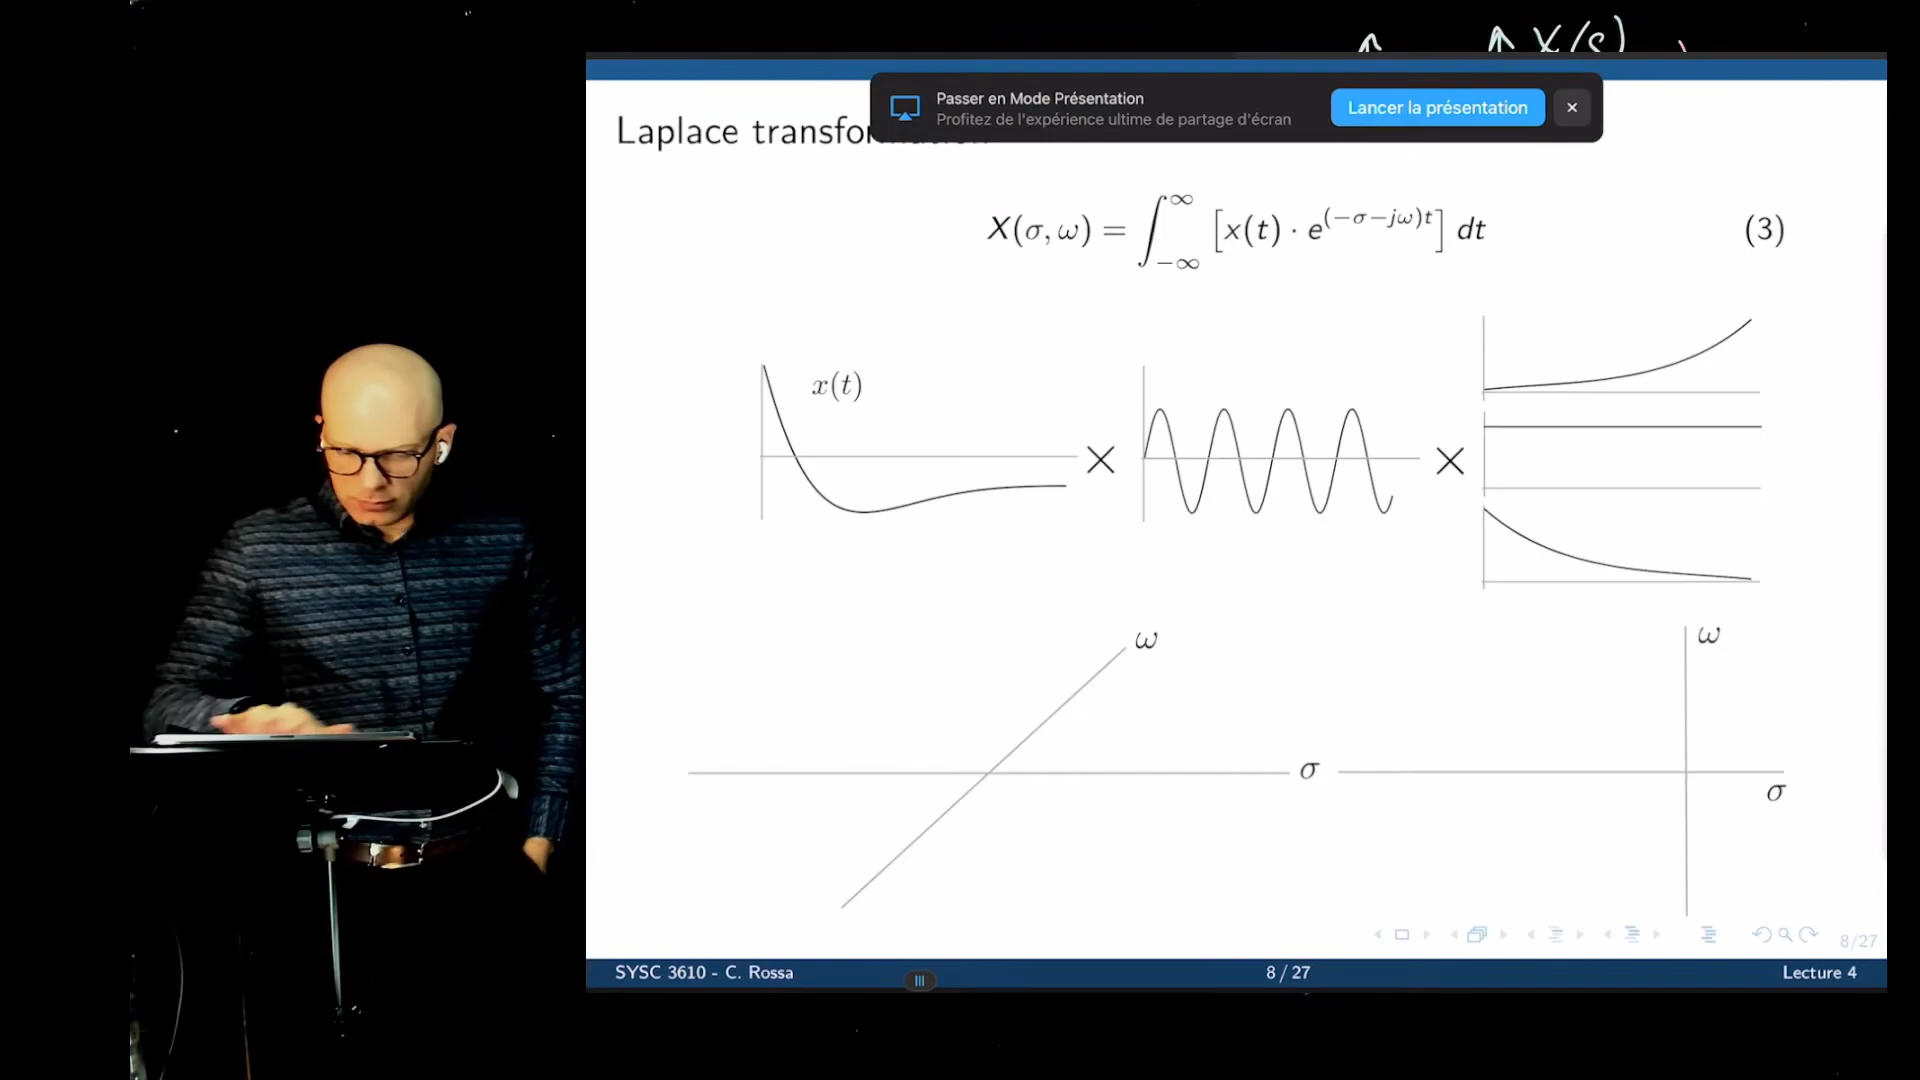 X(s)
Passer en Mode Présentation
Profitez de l'expérience ultime de partage d'écran
Lancer la présentation
Laplace transfor
X(σ, ω) = ∫_{-∞}^{∞} [x(t) · e^{(-σ-jω)t}] dt (3)
x(t)
×
×
ω
σ
ω
σ
8/27
SYSC 3610 - C. Rossa
8 / 27
Lecture 4